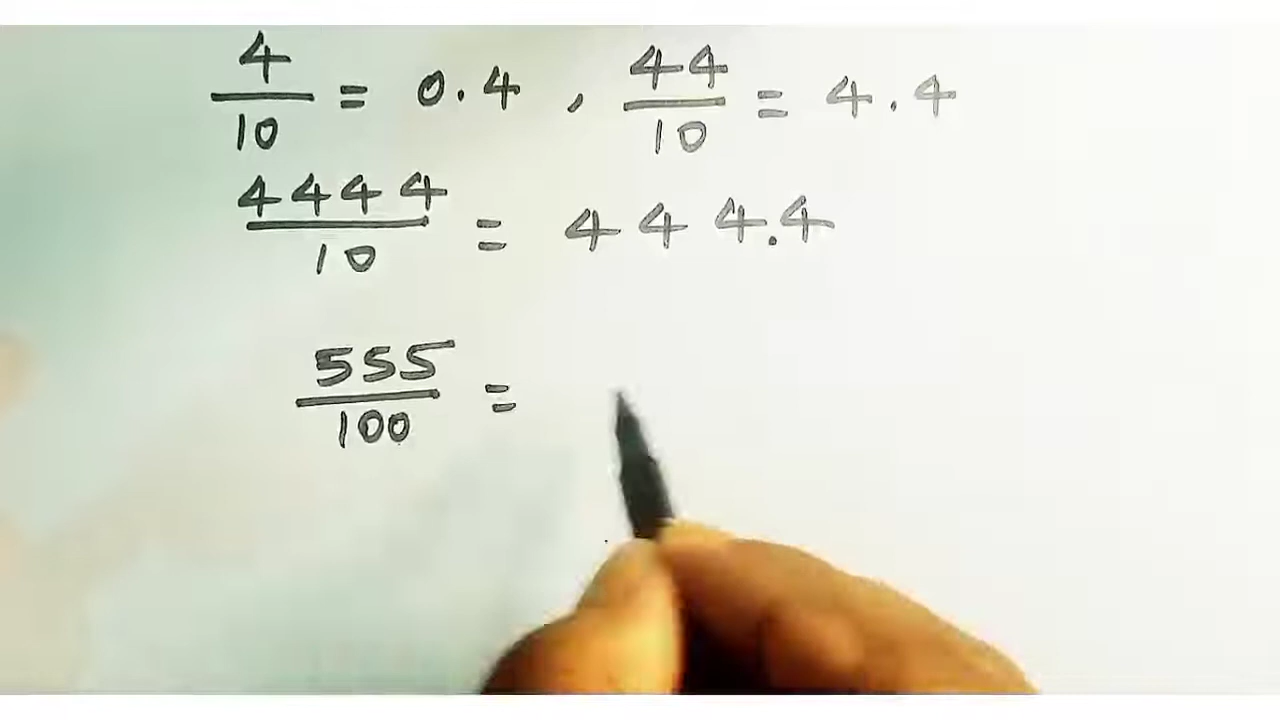 4/10 = 0.4 , 44/10 = 4.4
4444/10 = 444.4
555/100 =